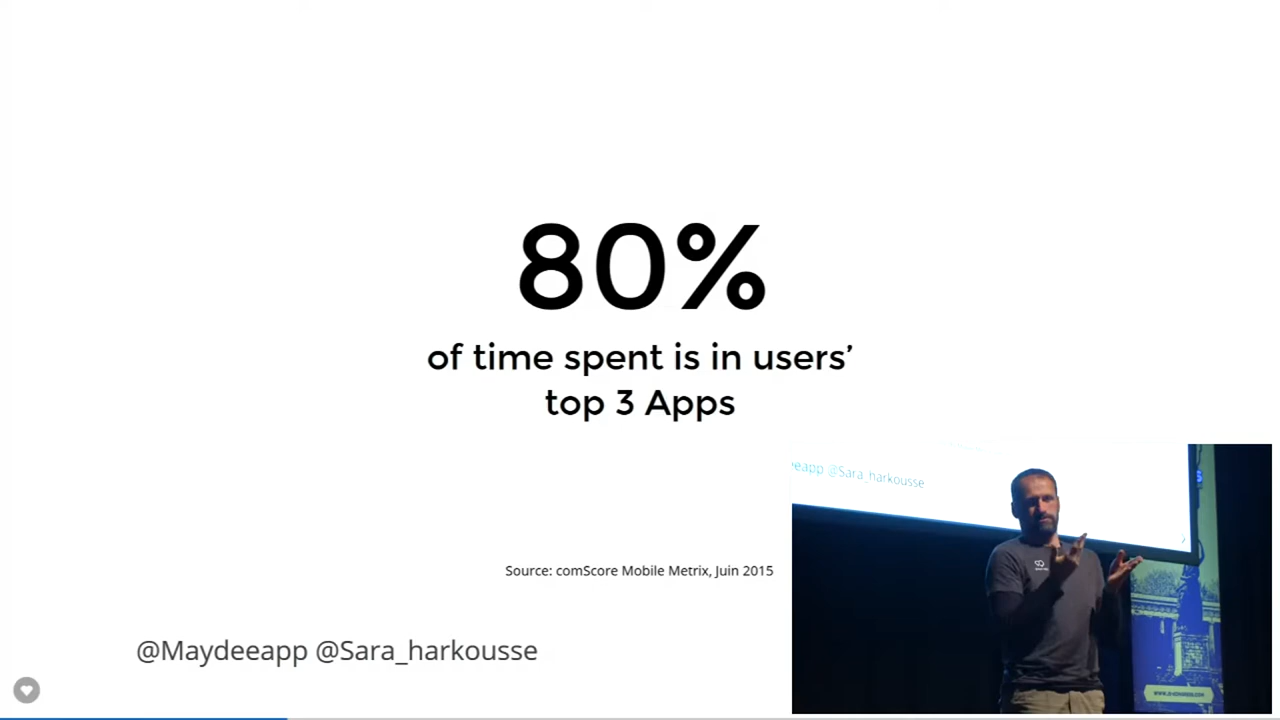 80%
of time spent is in users’
top 3 Apps
Source: comScore Mobile Metrix, Juin 2015
@Maydeeapp @Sara_harkousse
eeapp @Sara_harkousse